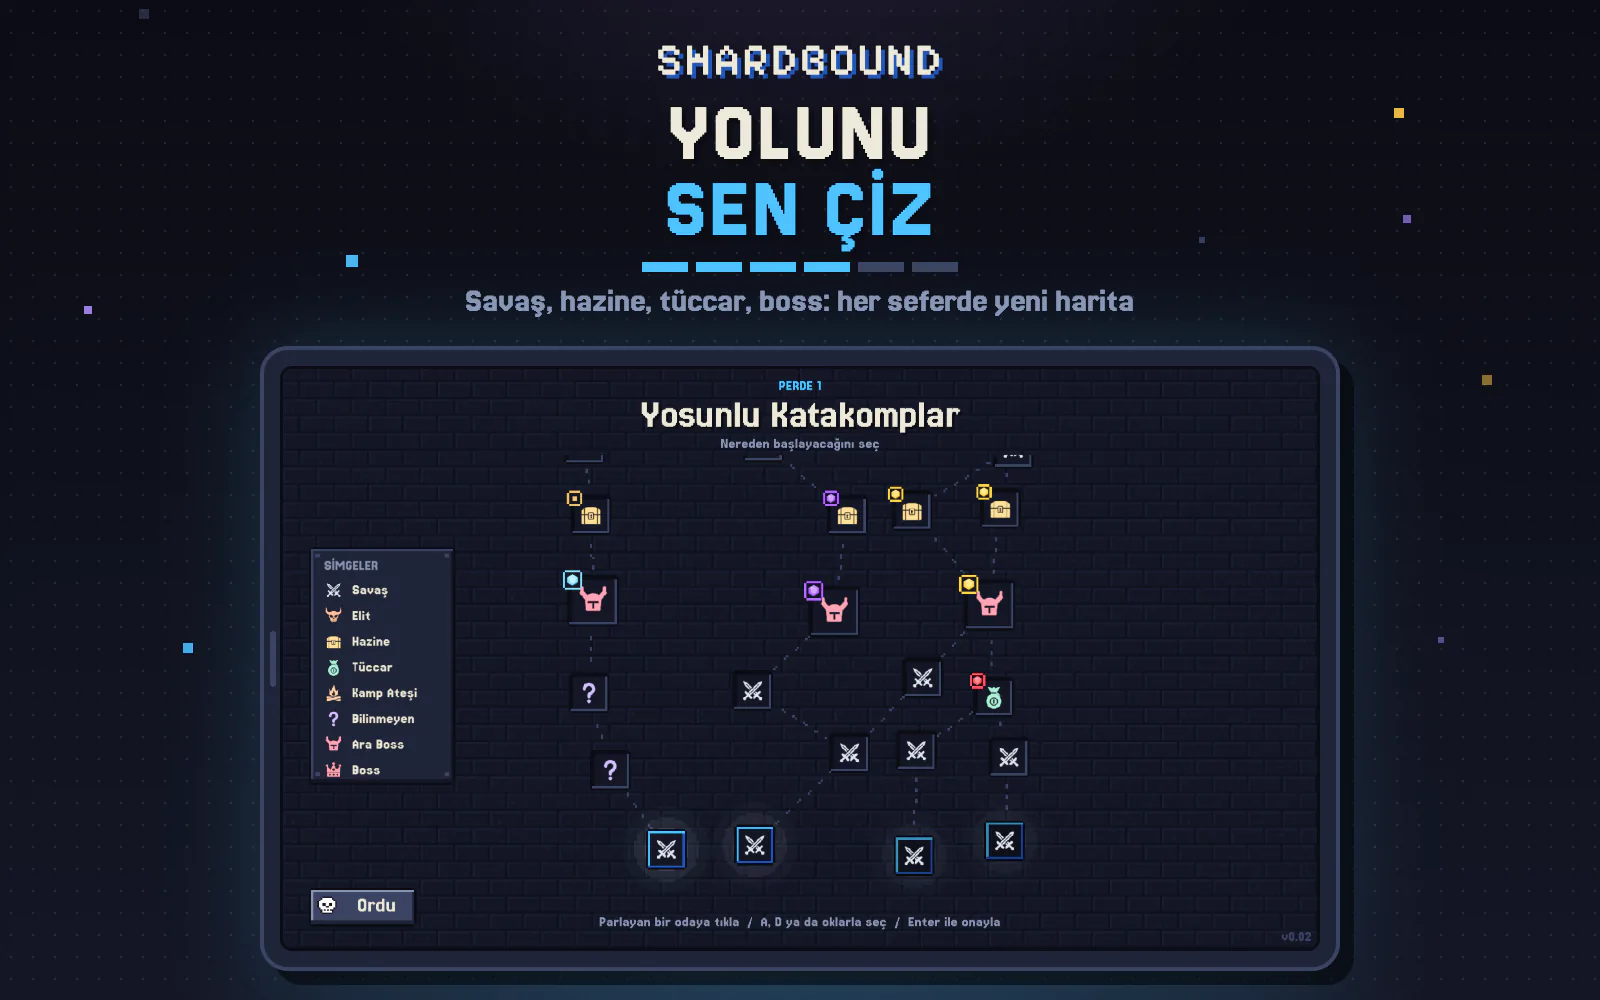 SHARDBOUND
YOLUNU
SEN ÇİZ
Savaş, hazine, tüccar, boss: her seferde yeni harita
PERDE 1
Yosunlu Katakomplar
Nereden başlayacağını seç
SİMGELER
Savaş
Elit
Hazine
Tüccar
Kamp Ateşi
? Bilinmeyen
Ara Boss
Boss
?
?
Ordu
Parlayan bir odaya tıkla / A, D ya da oklarla seç / Enter ile onayla
v0.02